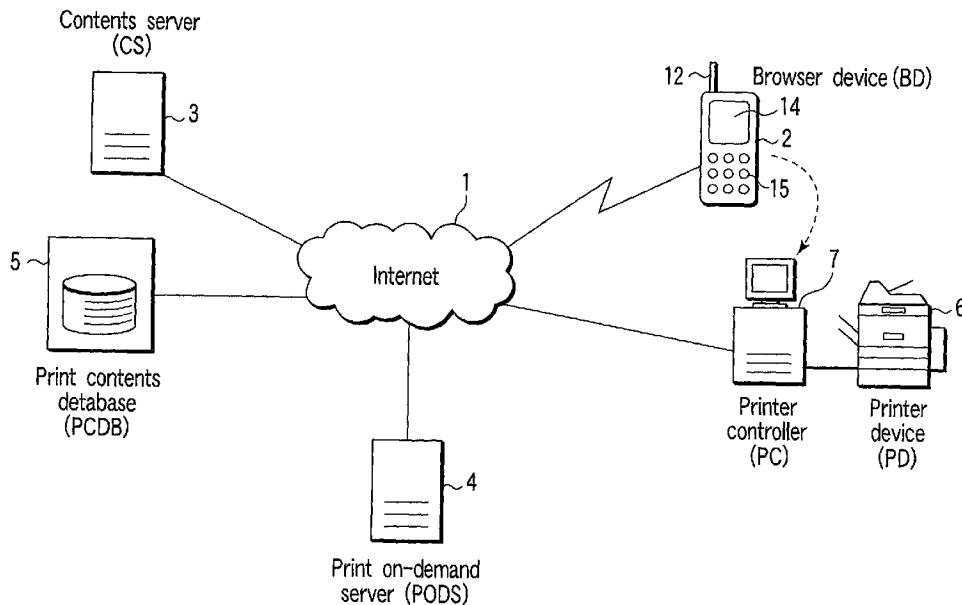 Contents server
(CS)
3
12
Browser device (BD)
14
2
15
1
Internet
5
Print contents
detabase
(PCDB)
7
6
Printer
controller
(PC)
Printer
device
(PD)
4
Print on-demand
server (PODS)